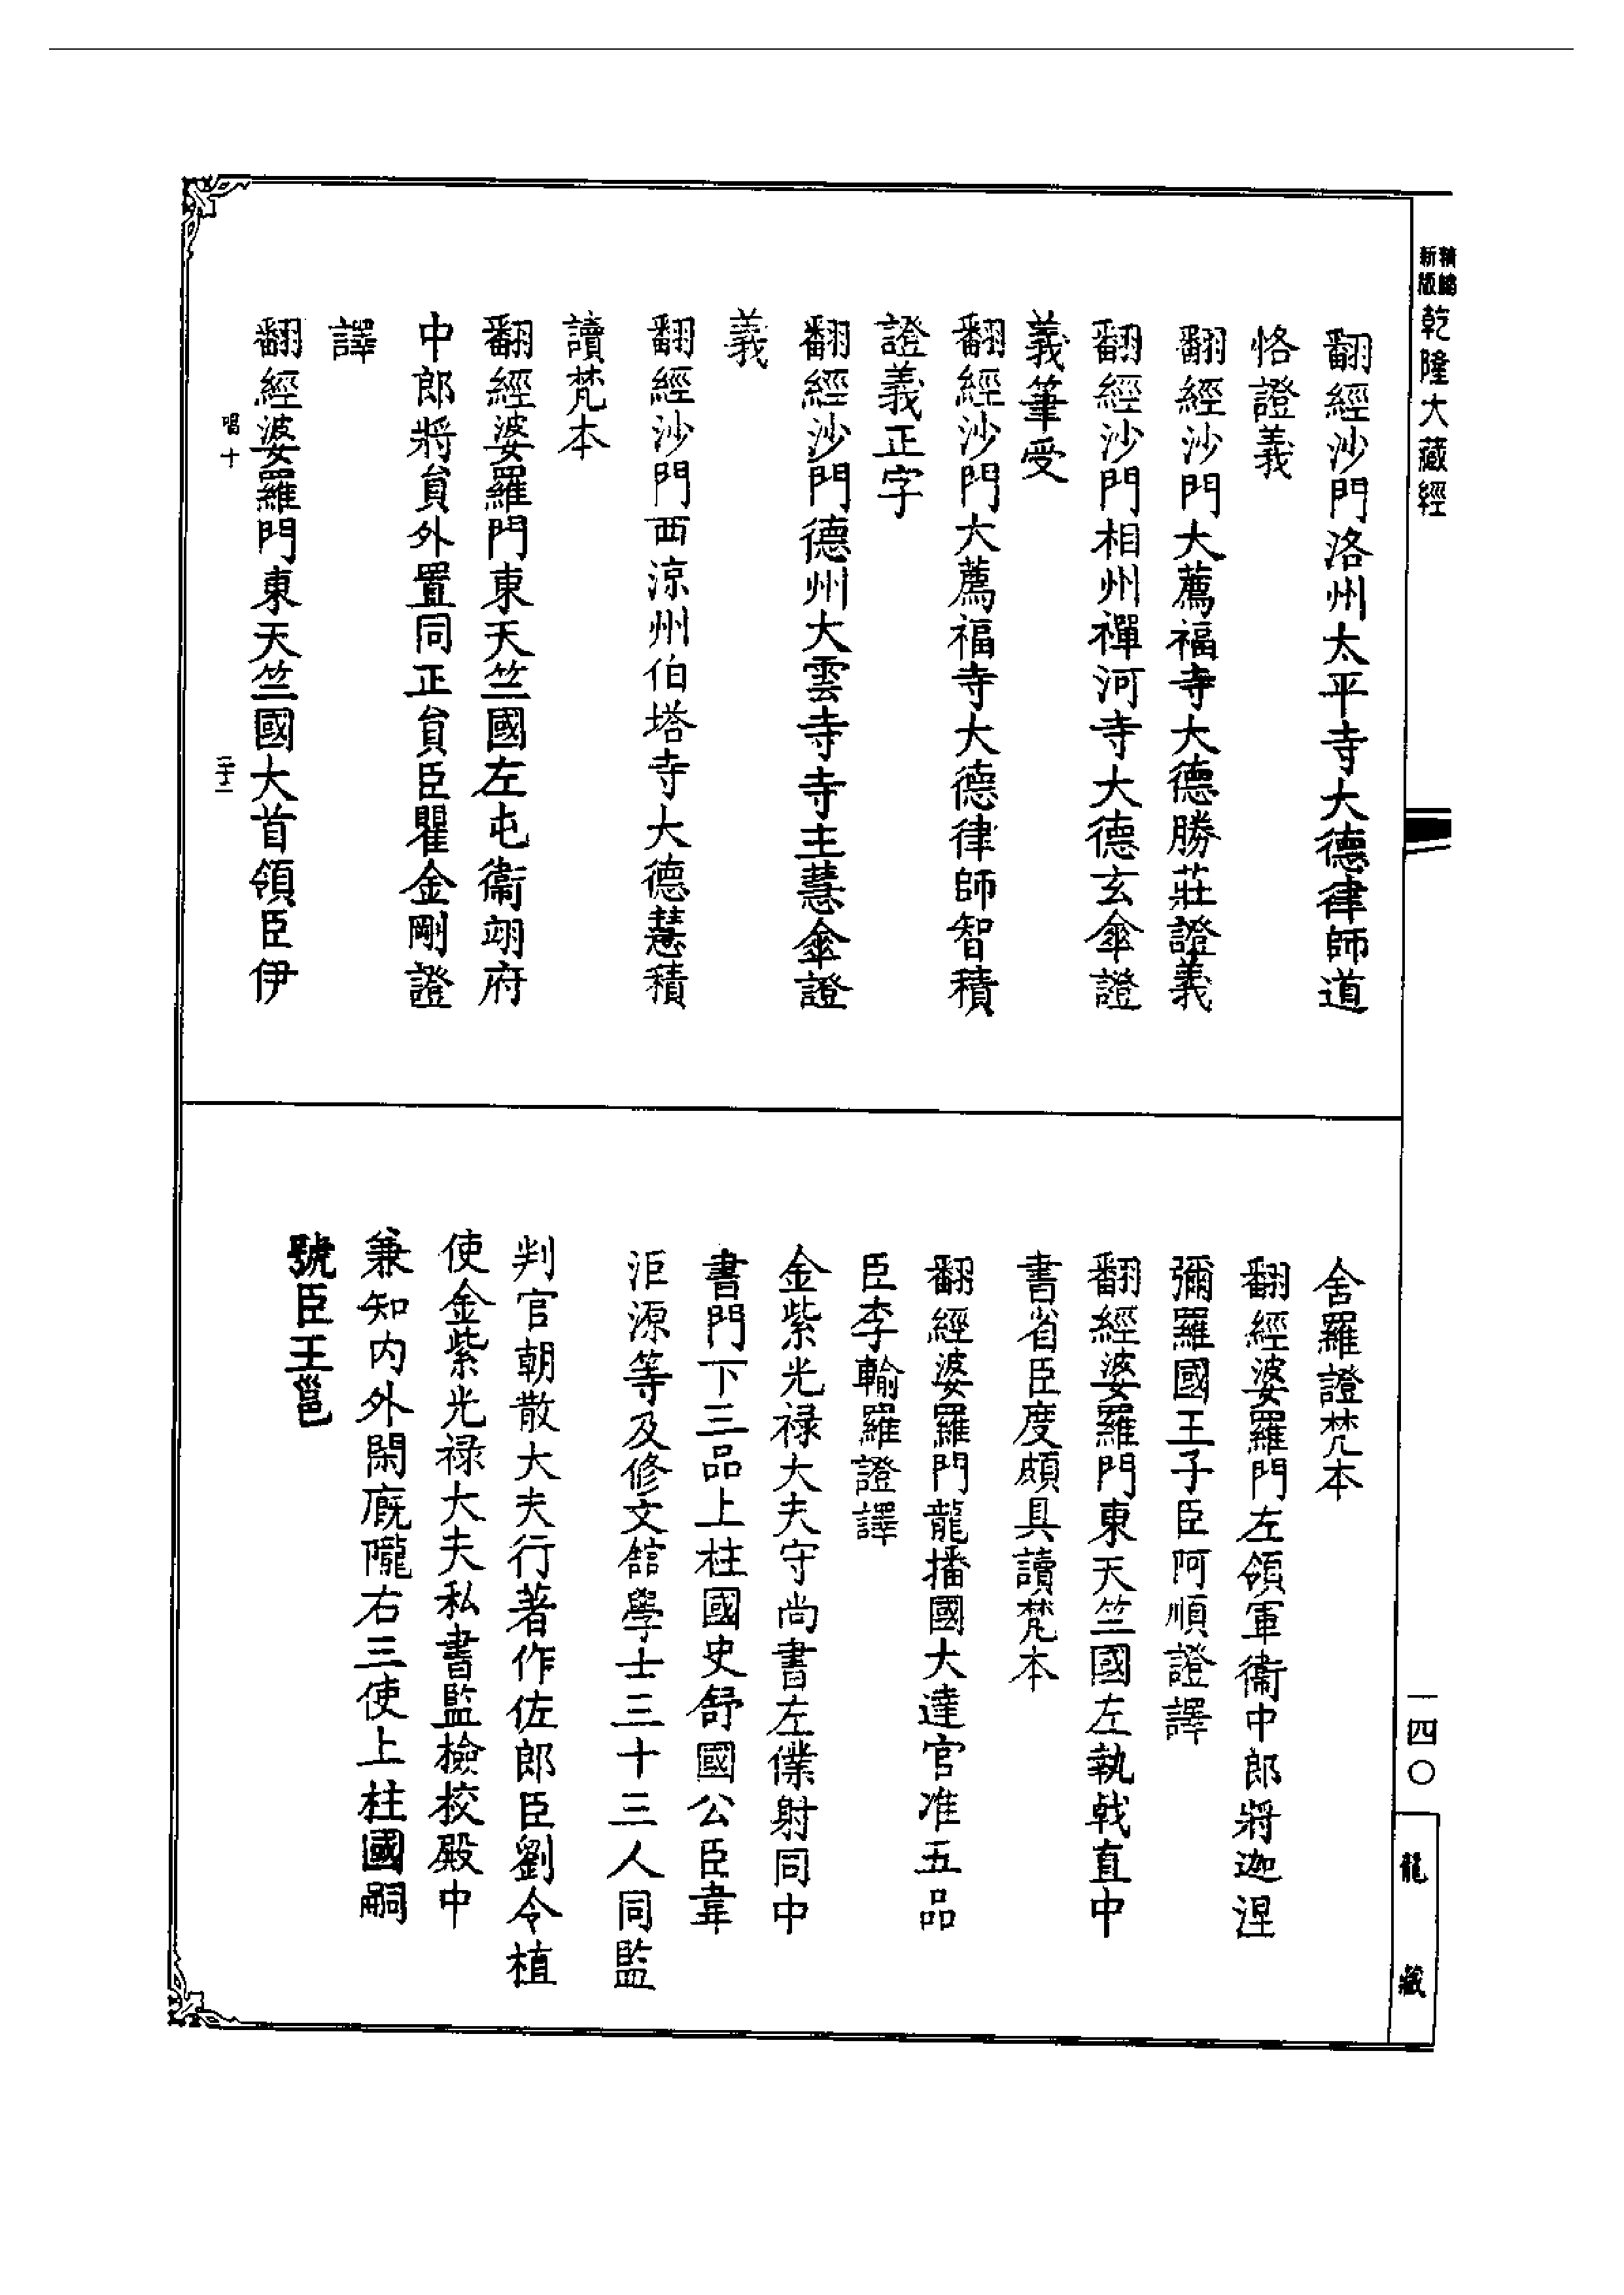 精編
新版
乾隆大藏經
翻經沙門洛州太平寺大德律師道
恪證義
翻經沙門大薦福寺大德勝莊證義
翻經沙門相州禪河寺大德玄傘證
義筆受
翻經沙門大薦福寺大德律師智積
證義正字
翻經沙門德州大雲寺寺主慧傘證
義
翻經沙門西涼州伯塔寺大德慧積
讀梵本
翻經婆羅門東天竺國左屯衞翊府
中郎將貟外置同正貟臣瞿金剛證
譯
翻經婆羅門東天竺國大首領臣伊
唱十
舍羅證梵本
翻經婆羅門左領軍衞中郎將迦涅
彌羅國王子臣阿順證譯
翻經婆羅門東天竺國左執戟直中
書省臣度頗具讀梵本
翻經婆羅門龍播國大達官准五品
臣李輸羅證譯
金紫光禄大夫守尚書左僕射同中
書門下三品上柱國史舒國公臣韋
洰源等及修文舘學士三十三人同監
判官朝散大夫行著作佐郎臣劉令植
使金紫光禄大夫私書監檢挍殿中
兼知内外閑廐隴右三使上柱國嗣
號臣王邕
一四〇
龍藏